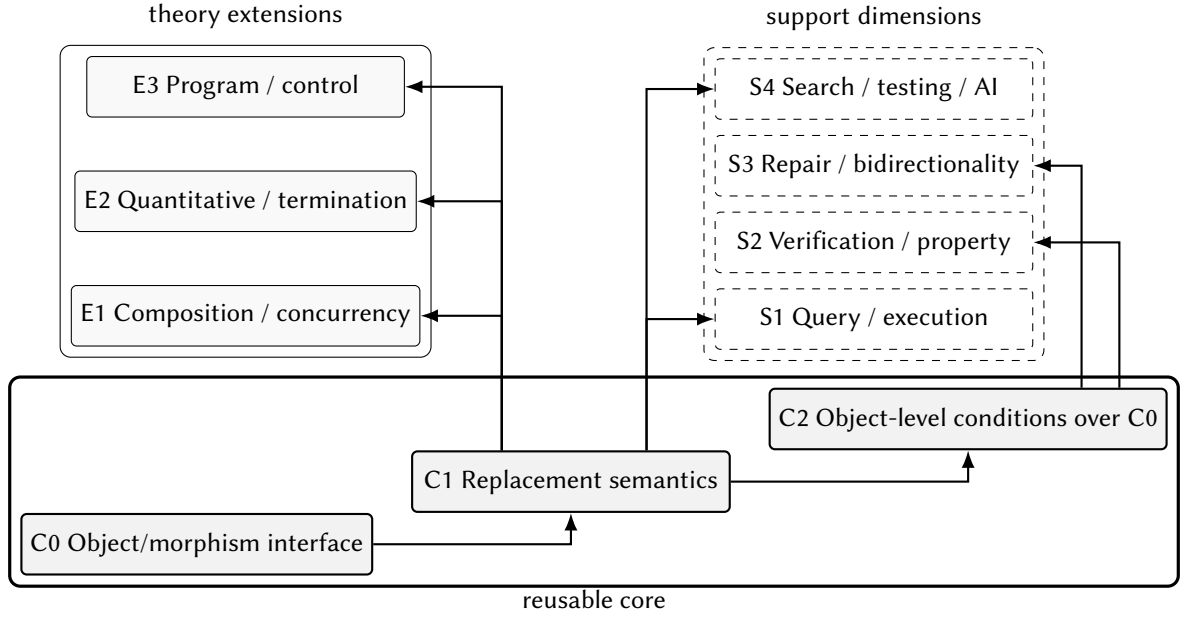 theory extensions
E3 Program / control
E2 Quantitative / termination
E1 Composition / concurrency
support dimensions
S4 Search / testing / AI
S3 Repair / bidirectionality
S2 Verification / property
S1 Query / execution
C2 Object-level conditions over C0
C1 Replacement semantics
C0 Object/morphism interface
reusable core